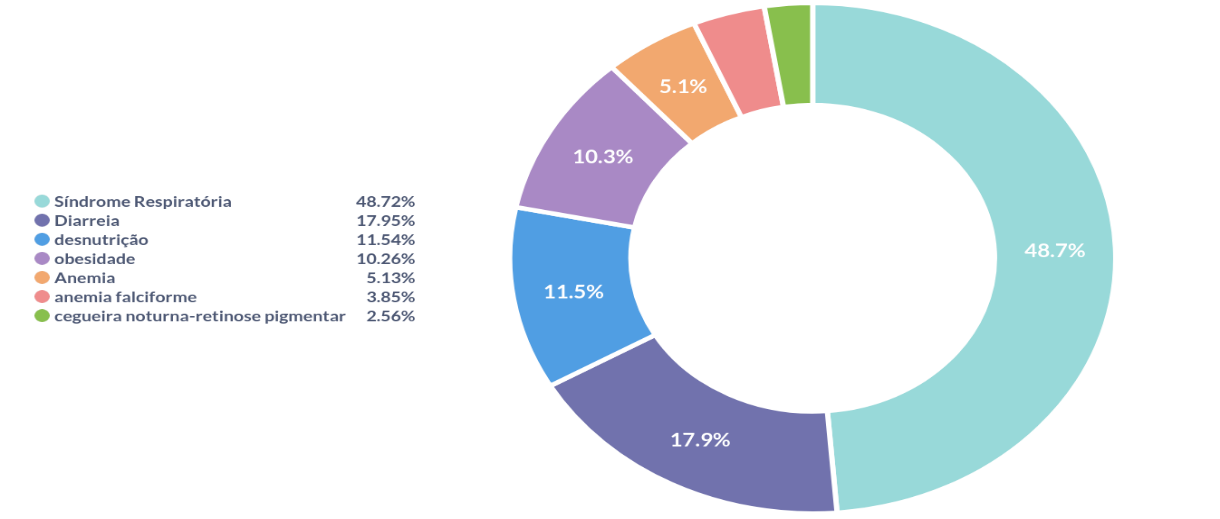 Síndrome Respiratória 48.72%
Diarreia 17.95%
desnutrição 11.54%
obesidade 10.26%
Anemia 5.13%
anemia falciforme 3.85%
cegueira noturna-retinose pigmentar 2.56%
5.1%
10.3%
48.7%
11.5%
17.9%